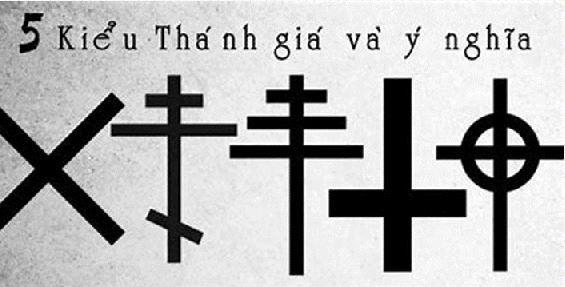 5 Kiểu Thánh giá và ý nghĩa